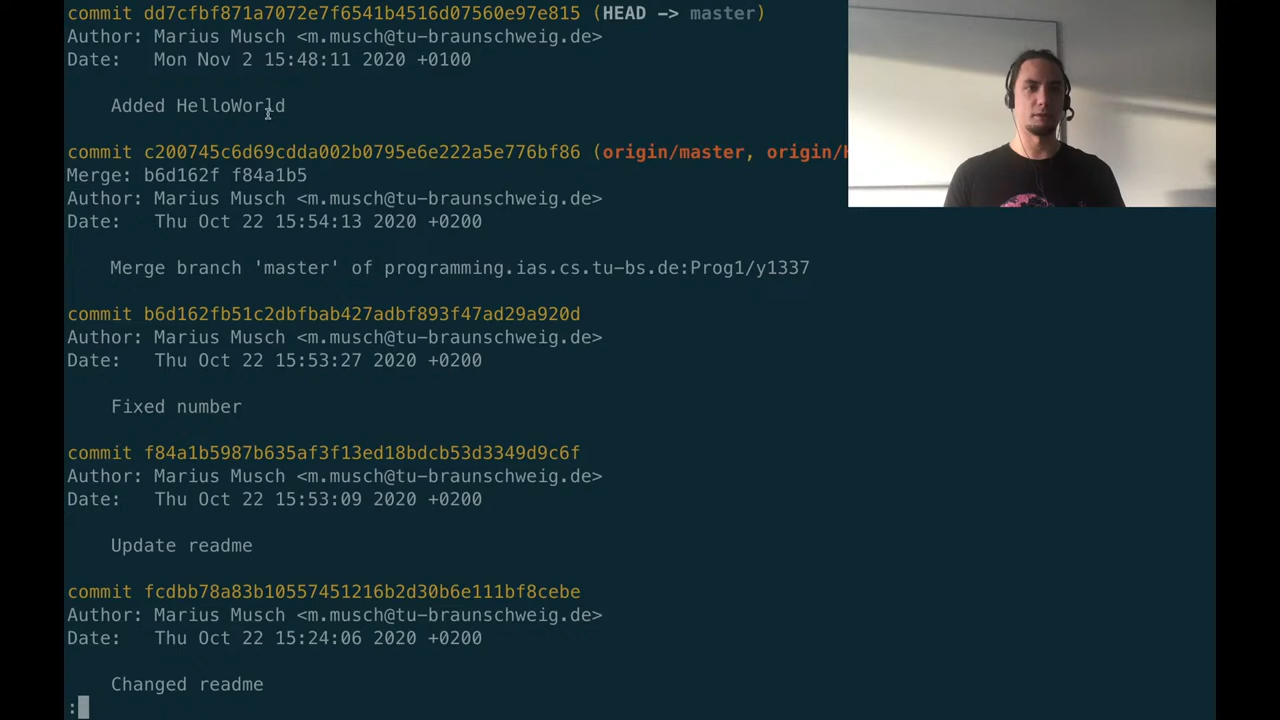 commit dd7cfbf871a7072e7f6541b4516d07560e97e815 (HEAD -> master)
Author: Marius Musch <m.musch@tu-braunschweig.de>
Date:   Mon Nov 2 15:48:11 2020 +0100
Added HelloWorld
commit c200745c6d69cdda002b0795e6e222a5e776bf86 (origin/master, origin/
Merge: b6d162f f84a1b5
Author: Marius Musch <m.musch@tu-braunschweig.de>
Date:   Thu Oct 22 15:54:13 2020 +0200
Merge branch 'master' of programming.ias.cs.tu-bs.de:Prog1/y1337
commit b6d162fb51c2dbfbab427adbf893f47ad29a920d
Author: Marius Musch <m.musch@tu-braunschweig.de>
Date:   Thu Oct 22 15:53:27 2020 +0200
Fixed number
commit f84a1b5987b635af3f13ed18bdcb53d3349d9c6f
Author: Marius Musch <m.musch@tu-braunschweig.de>
Date:   Thu Oct 22 15:53:09 2020 +0200
Update readme
commit fcdbb78a83b10557451216b2d30b6e111bf8cebe
Author: Marius Musch <m.musch@tu-braunschweig.de>
Date:   Thu Oct 22 15:24:06 2020 +0200
Changed readme
: